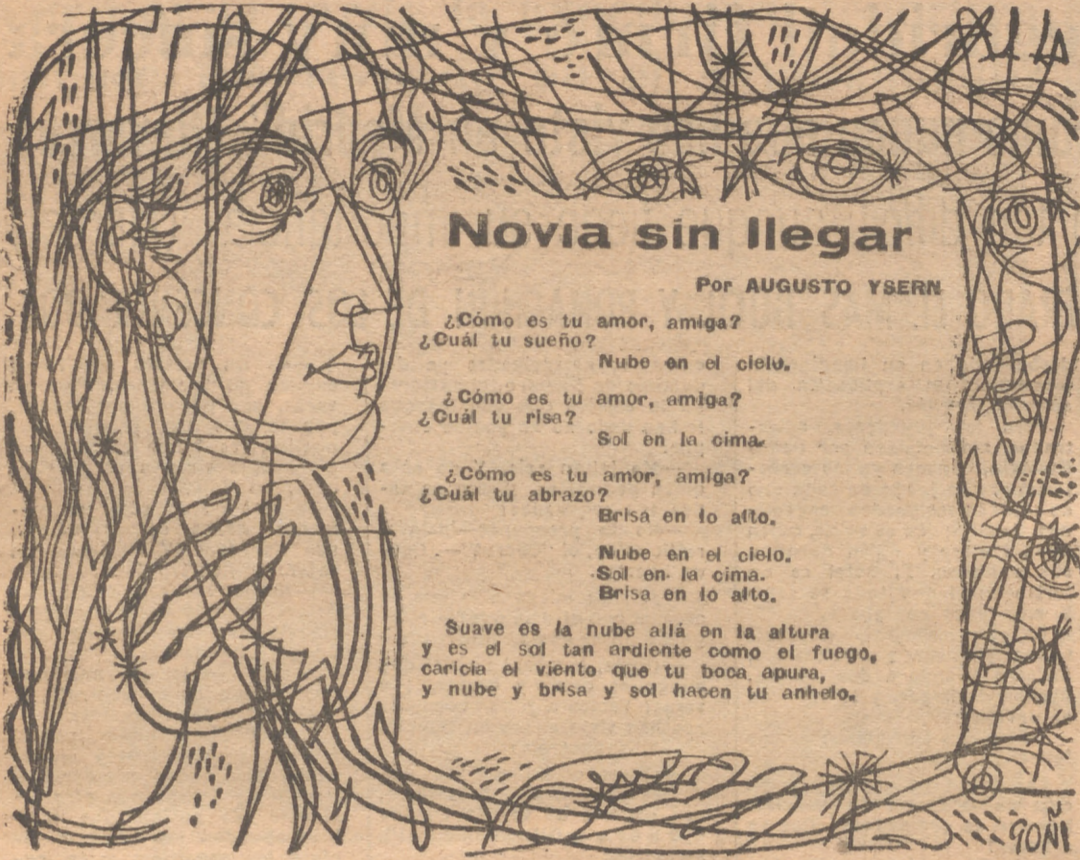 Novia sin llegar
Por AUGUSTO YSERN
¿Cómo es tu amor, amiga?
¿Cuál tu sueño?
Nube en el cielo.
¿Cómo es tu amor, amiga?
¿Cuál tu risa?
Sol en la cima.
¿Cómo es tu amor, amiga?
¿Cuál tu abrazo?
Brisa en lo alto.
Nube en el cielo.
Sol en la cima.
Brisa en lo alto.
Suave es la nube allá en la altura
y es el sol tan ardiente como el fuego,
caricia el viento que tu boca apura,
y nube y brisa y sol hacen tu anhelo.
GOÑI